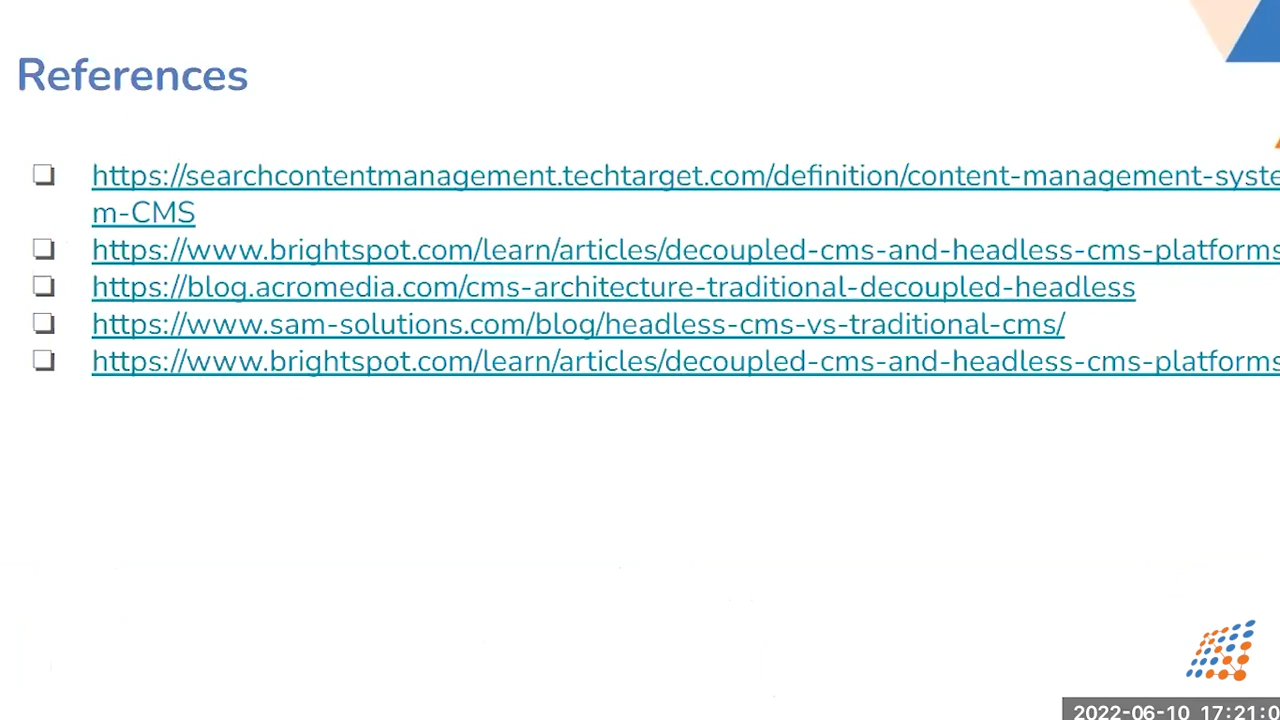 References
❏ https://searchcontentmanagement.techtarget.com/definition/content-management-syste
m-CMS
❏ https://www.brightspot.com/learn/articles/decoupled-cms-and-headless-cms-platforms
❏ https://blog.acromedia.com/cms-architecture-traditional-decoupled-headless
❏ https://www.sam-solutions.com/blog/headless-cms-vs-traditional-cms/
❏ https://www.brightspot.com/learn/articles/decoupled-cms-and-headless-cms-platforms
2022-06-10 17:21:0